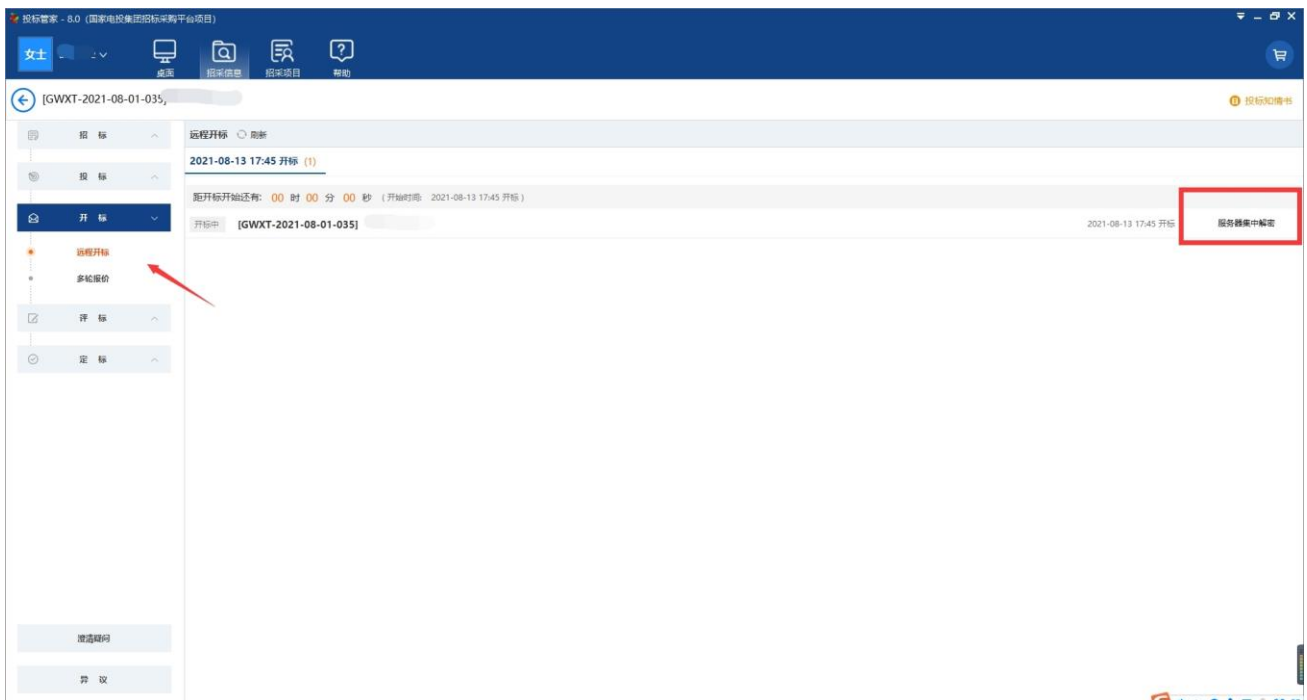 投标管家 - 8.0（国家电投集团招标采购平台项目）
女士
桌面
招采信息
招采项目
帮助
[GWXT-2021-08-01-035]
投标知情书
招 标
投 标
开 标
远程开标
多轮报价
评 标
定 标
澄清疑问
异 议
远程开标 刷新
2021-08-13 17:45 开标 (1)
距开标开始还有: 00 时 00 分 00 秒 （开始时间: 2021-08-13 17:45 开标）
开标中 [GWXT-2021-08-01-035] 2021-08-13 17:45 开标 服务器集中解密